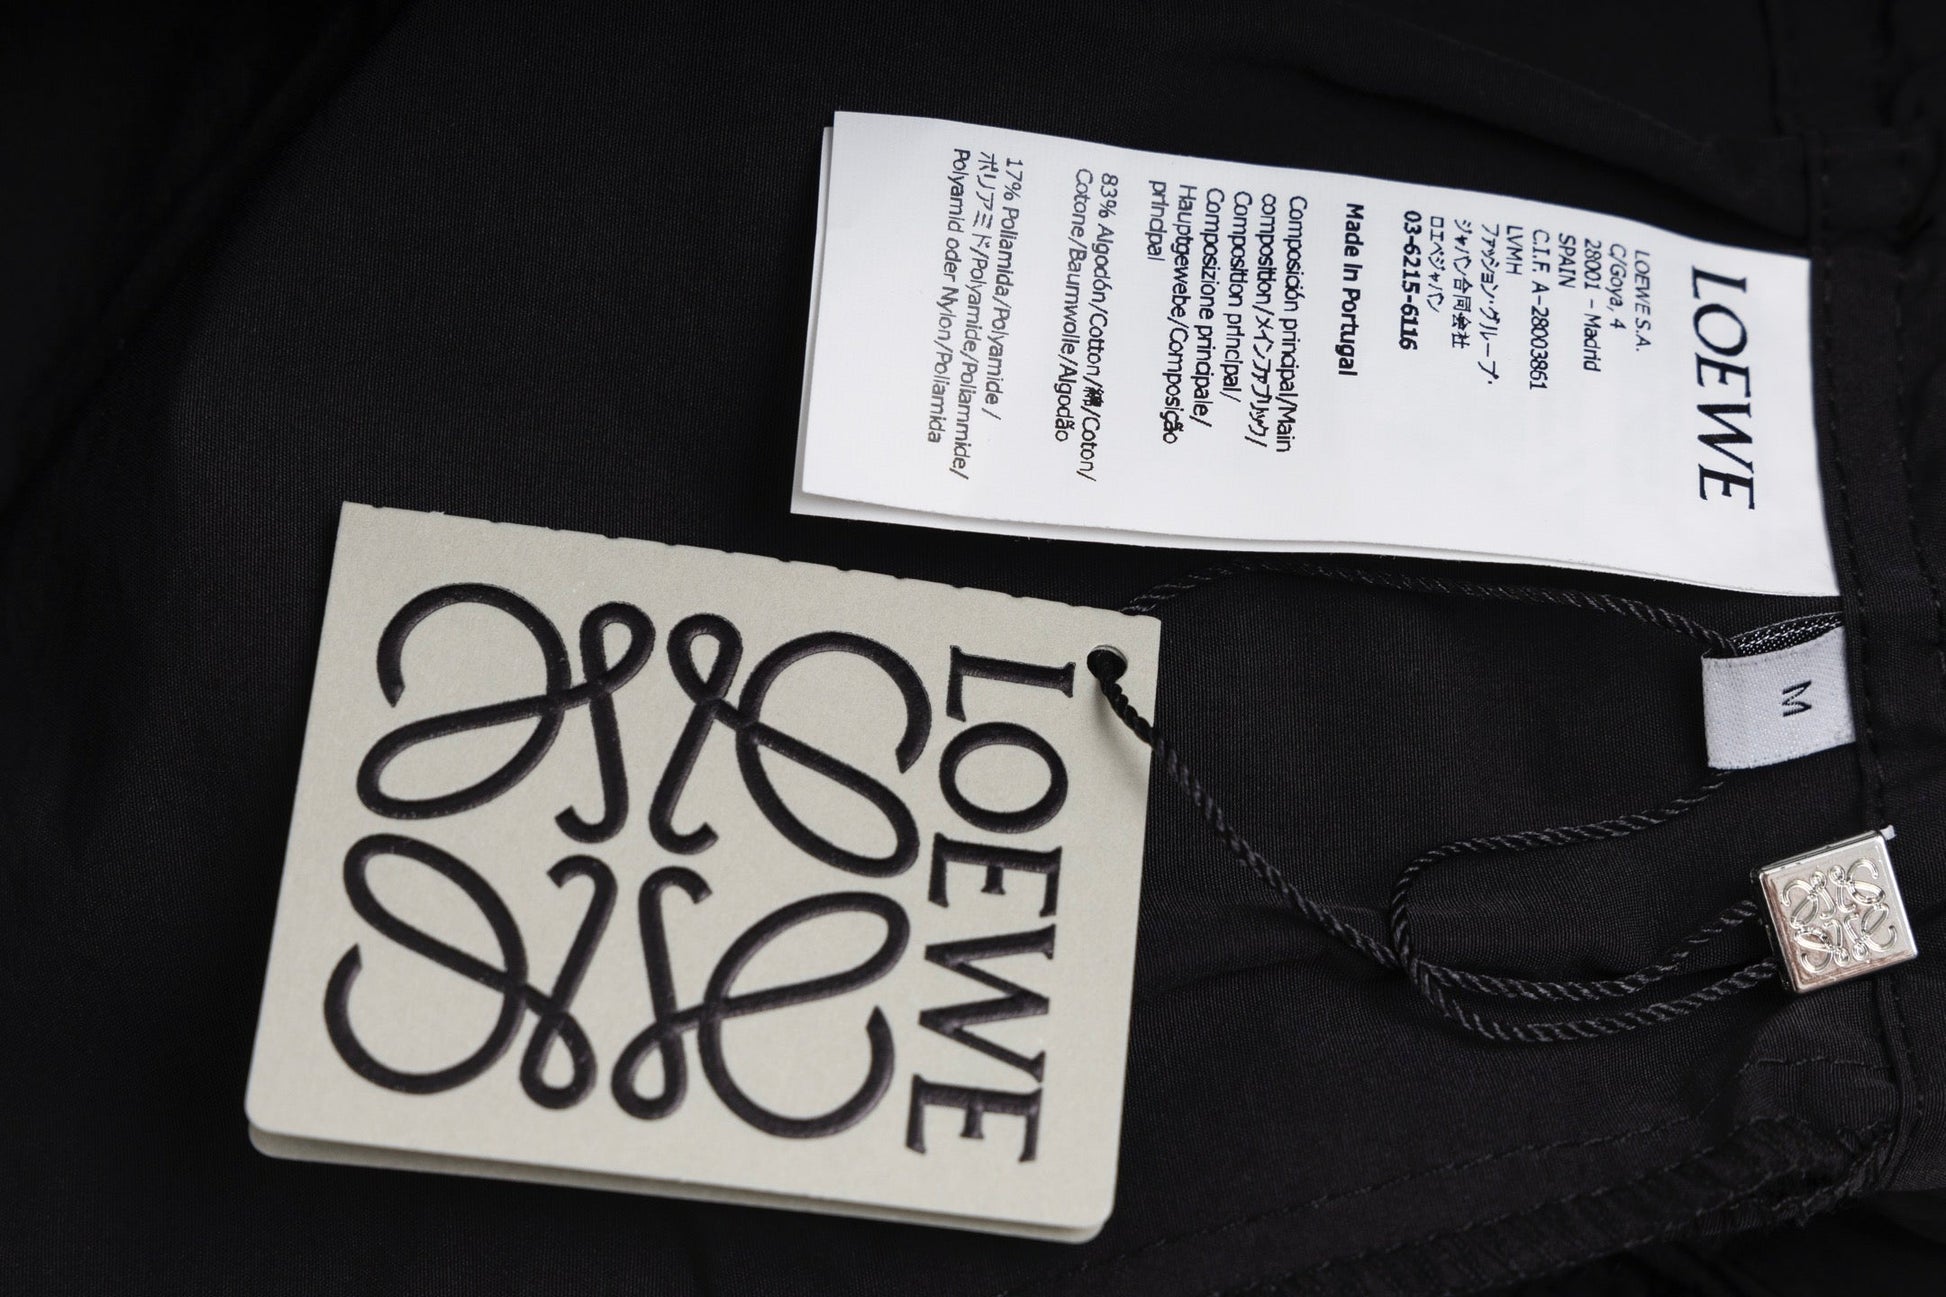 LOEWE
LOEWE S.A.
C/Goya, 4
28001 - Madrid
SPAIN
C.I.F. A-28003861
LVMH
ファッション・グループ・
ジャパン合同会社
ロエベジャパン
03-6215-6116
Made In Portugal
Composición principal/Main
composition/メインファブリック/
Composition principal/
Composizione principale/
Hauptgewebe/Composição
principal
83% Algodón/Cotton/綿/Coton/
Cotone/Baumwolle/Algodão
17% Poliamida/Polyamide /
ポリアミド/Polyamide/Poliammide/
Polyamid oder Nylon/Poliamida
M
LOEWE